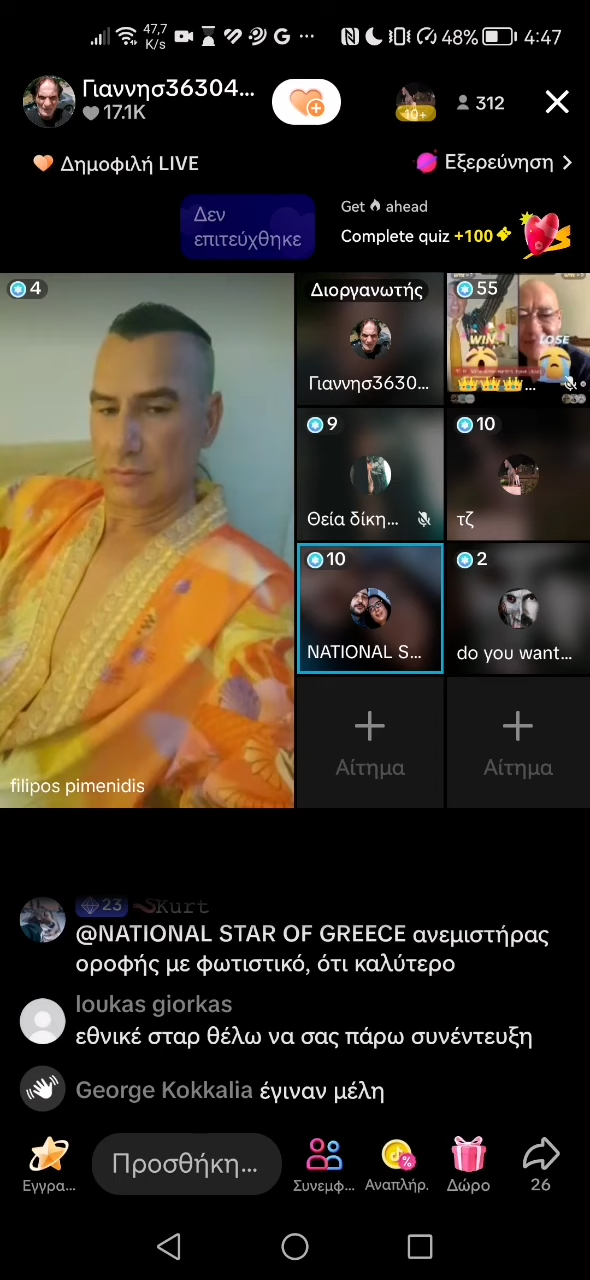 47,7
K/s
48%
4:47
Γιαννησ36304...
17.1K
10+
312
Δημοφιλή LIVE
Εξερεύνηση >
Δεν
επιτεύχθηκε
Get ahead
Complete quiz +100
4
Διοργανωτής
Γιαννησ3630...
55
WIN
LOSE
...
9
Θεία δίκη...
10
τζ
10
NATIONAL S...
2
do you want...
Αίτημα
Αίτημα
filipos pimenidis
23 Kurt
@NATIONAL STAR OF GREECE ανεμιστήρας
οροφής με φωτιστικό, ότι καλύτερο
loukas giorkas
εθνικέ σταρ θέλω να σας πάρω συνέντευξη
George Kokkalia έγιναν μέλη
Εγγρα...
Προσθήκη...
Συνεμφ...
Αναπλήρ.
Δώρο
26